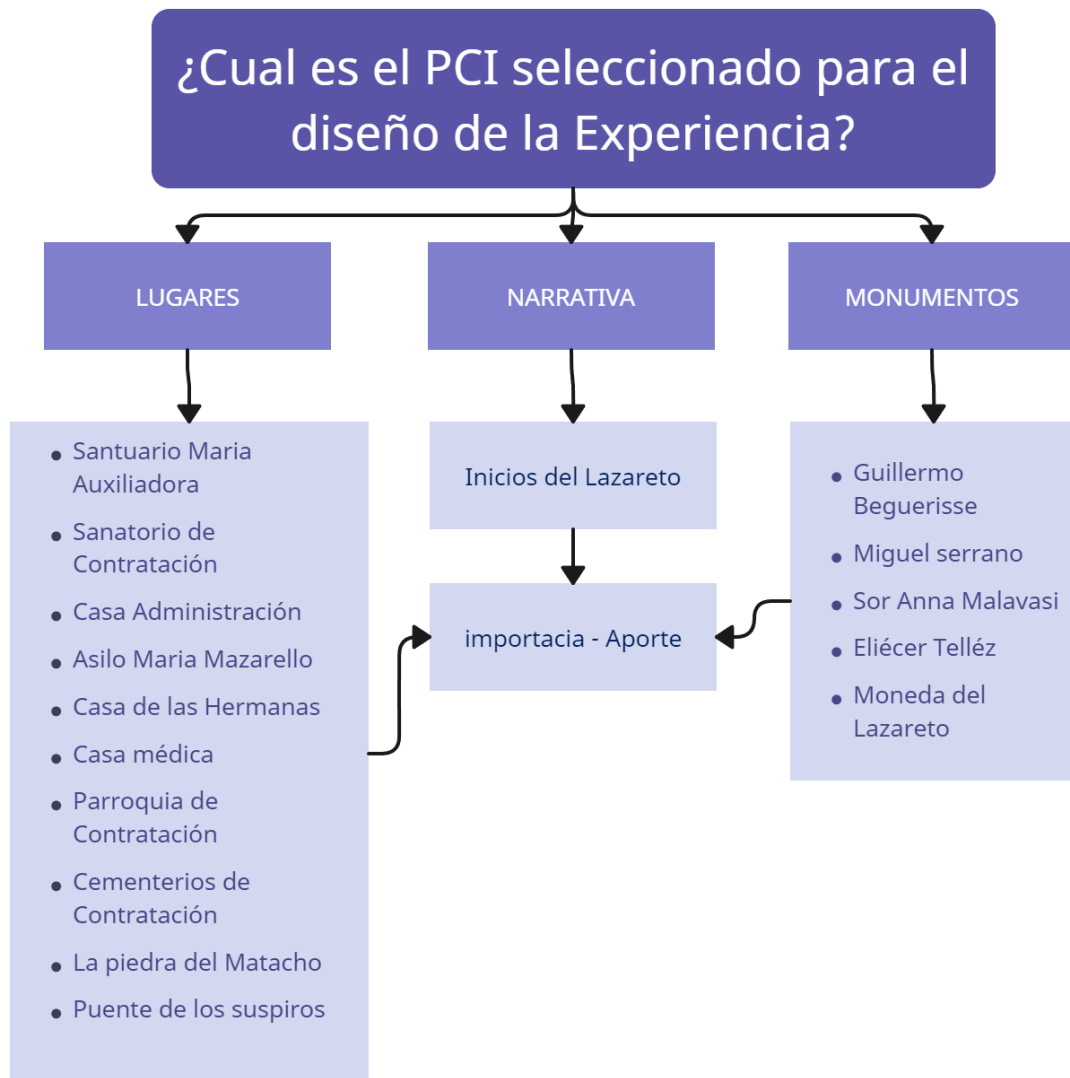 ¿Cual es el PCI seleccionado para el
diseño de la Experiencia?
LUGARES
NARRATIVA
MONUMENTOS
Santuario Maria
Auxiliadora
Sanatorio de
Contratación
Casa Administración
Asilo Maria Mazarello
Casa de las Hermanas
Casa médica
Parroquia de
Contratación
Cementerios de
Contratación
La piedra del Matacho
Puente de los suspiros
Inicios del Lazareto
importacia - Aporte
Guillermo
Beguerisse
Miguel serrano
Sor Anna Malavasi
Eliécer Telléz
Moneda del
Lazareto